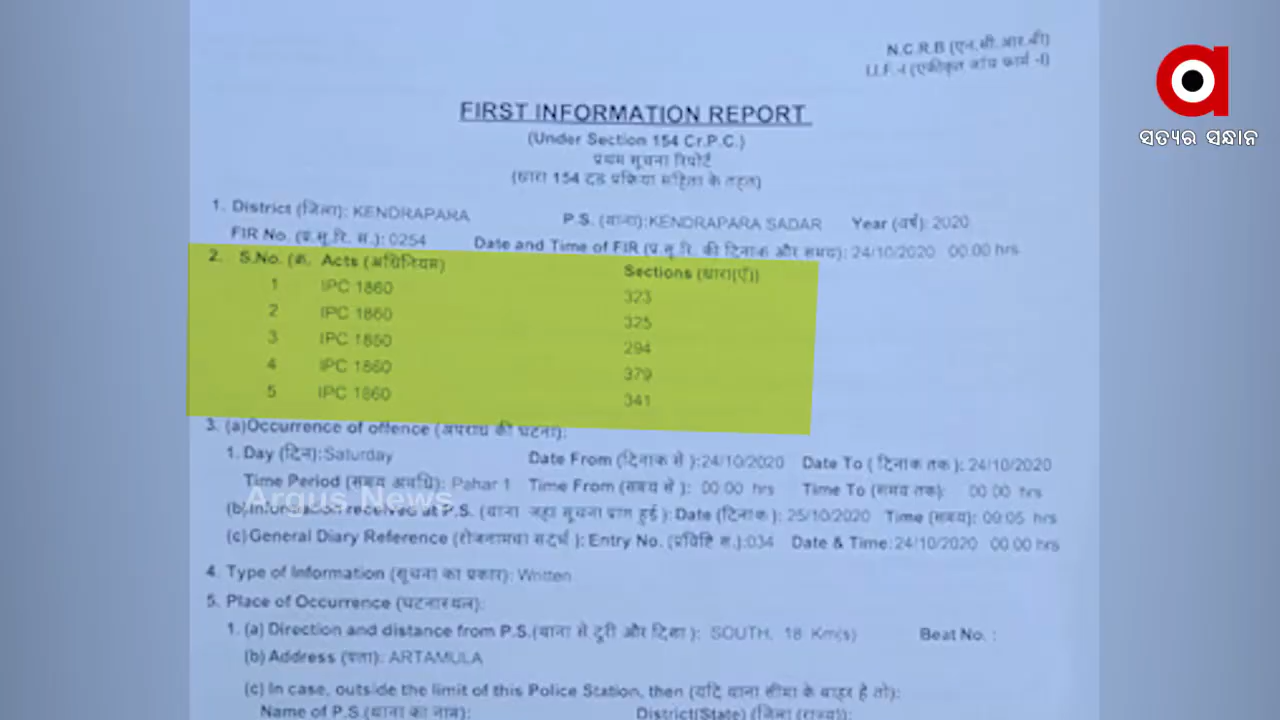 N.C.R.B (एन.सी.आर.बी)
I.I.F.-I (एकीकृत जाँच फार्म -I)
ସତ୍ୟର ସନ୍ଧାନ
FIRST INFORMATION REPORT
(Under Section 154 Cr.P.C.)
प्रथम सूचना रिपोर्ट
(धारा 154 दंड प्रक्रिया संहिता के तहत)
1. District (जिला): KENDRAPARA P.S. (थाना): KENDRAPARA SADAR Year (वर्ष): 2020
FIR No. (प्र.सू.रि. सं.): 0254 Date and Time of FIR (प्र.सू.रि. की दिनांक और समय): 24/10/2020 00:00 hrs
2. S.No. (क्र. Acts (अधिनियम) Sections (धारा(एँ))
1 IPC 1860 323
2 IPC 1860 325
3 IPC 1860 294
4 IPC 1860 379
5 IPC 1860 341
3. (a)Occurrence of offence (अपराध की घटना):
1. Day (दिन): Saturday Date From (दिनांक से ):24/10/2020 Date To ( दिनांक तक ): 24/10/2020
Time Period (समय अवधि): Pahar 1 Time From (समय से ): 00:00 hrs Time To (समय तक): 00:00 hrs
Argus News
(b)Information received at P.S. (थाना जहा सूचना प्राप्त हुई ): Date (दिनांक ): 25/10/2020 Time (समय): 09:05 hrs
(c)General Diary Reference (रोजनामचा संदर्भ ): Entry No. (प्रविष्टि सं.):034 Date & Time:24/10/2020 00:00 hrs
4. Type of Information (सूचना का प्रकार): Written
5. Place of Occurrence (घटनास्थल):
1. (a) Direction and distance from P.S.(थाना से दूरी और दिशा ): SOUTH, 18 Km(s) Beat No. :
(b) Address (पता): ARTAMULA
(c) In case, outside the limit of this Police Station, then (यदि थाना सीमा के बाहर है तो):
Name of P.S.(थाना का नाम): District(State) (जिला (राज्य)):